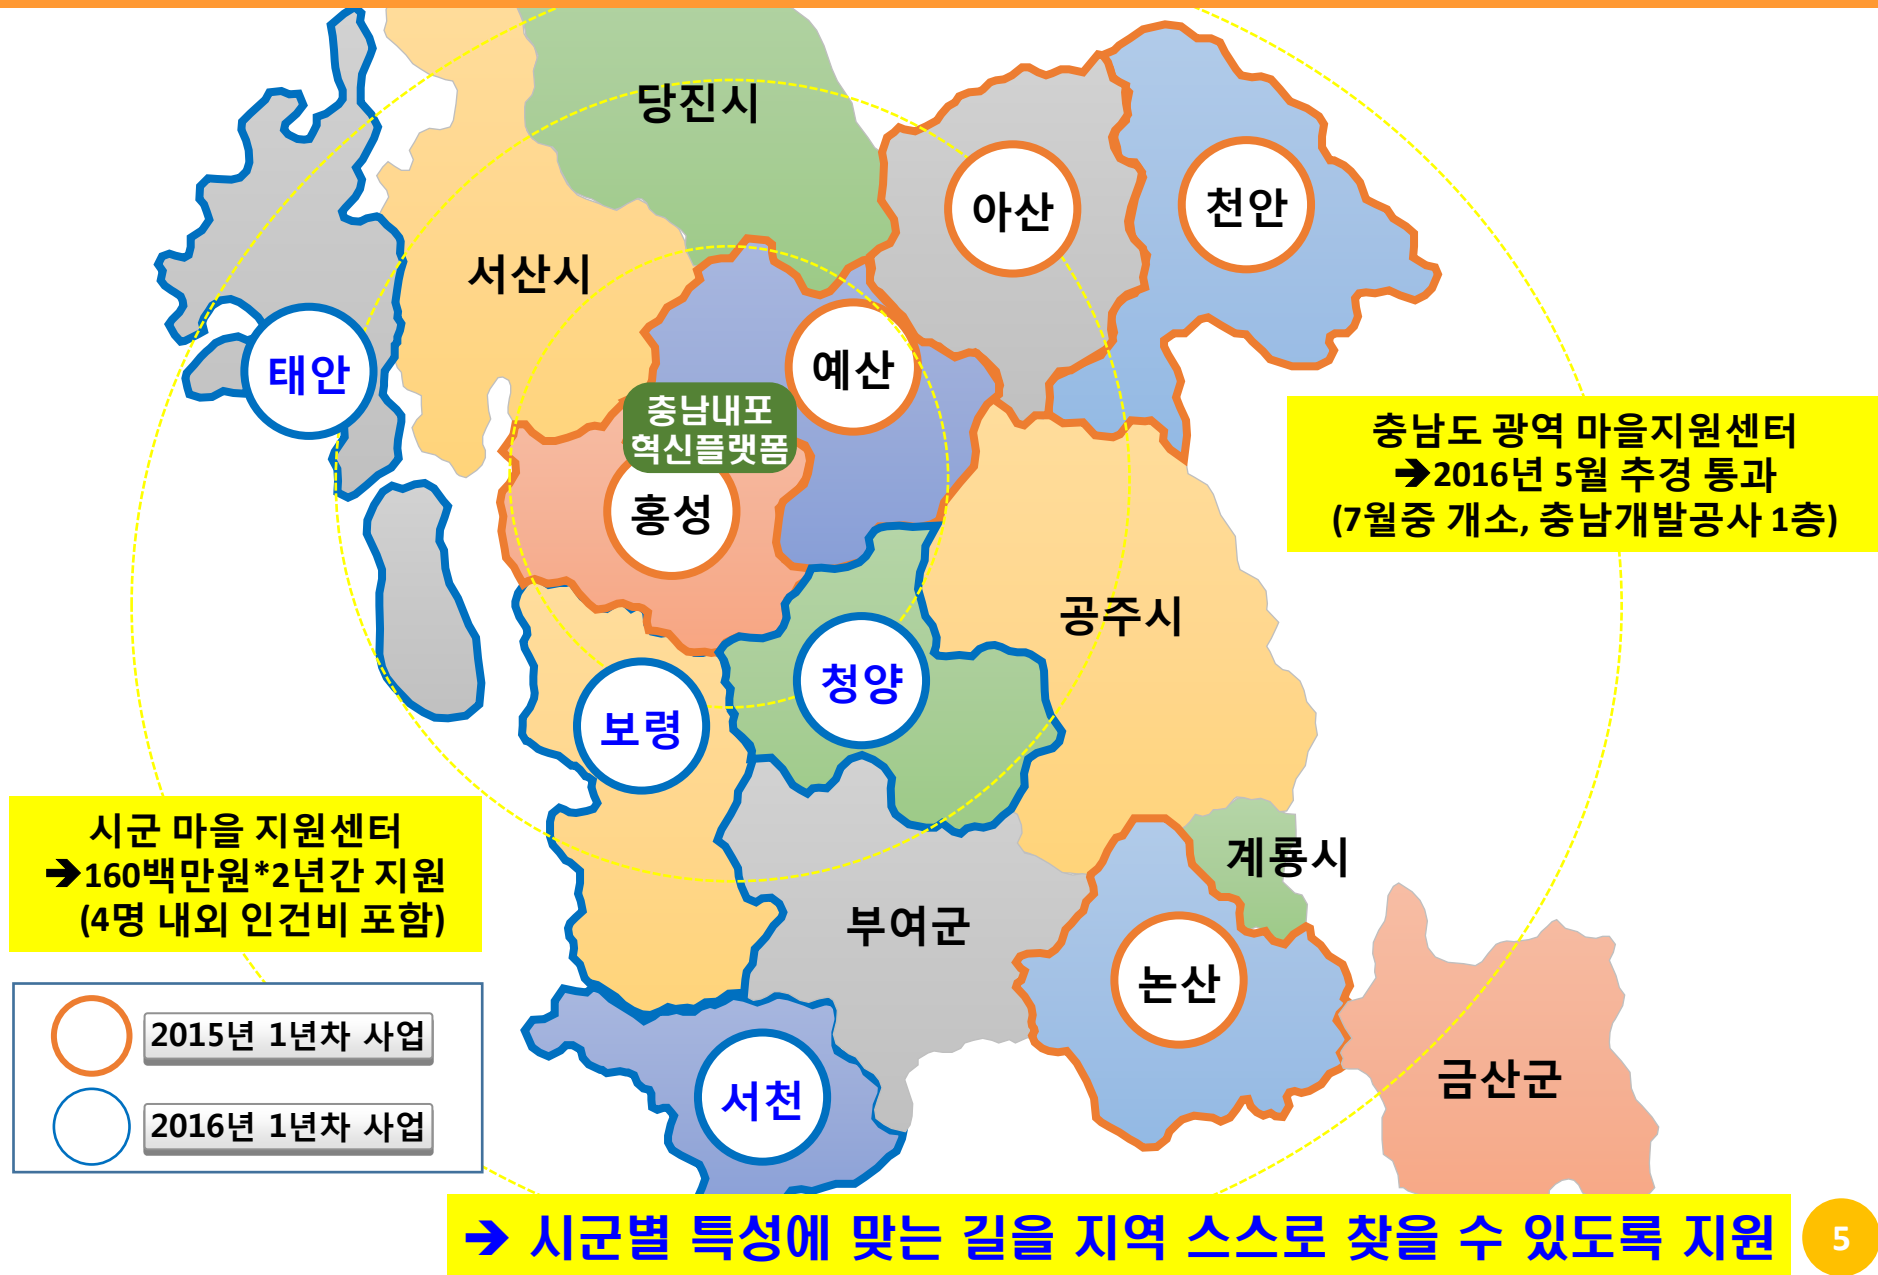 당진시
아산
천안
서산시
예산
태안
충남내포
혁신플랫폼
홍성
충남도 광역 마을지원센터
➔2016년 5월 추경 통과
(7월중 개소, 충남개발공사 1층)
공주시
청양
보령
시군 마을 지원센터
➔160백만원*2년간 지원
(4명 내외 인건비 포함)
계룡시
부여군
논산
금산군
서천
2015년 1년차 사업
2016년 1년차 사업
➔ 시군별 특성에 맞는 길을 지역 스스로 찾을 수 있도록 지원
5